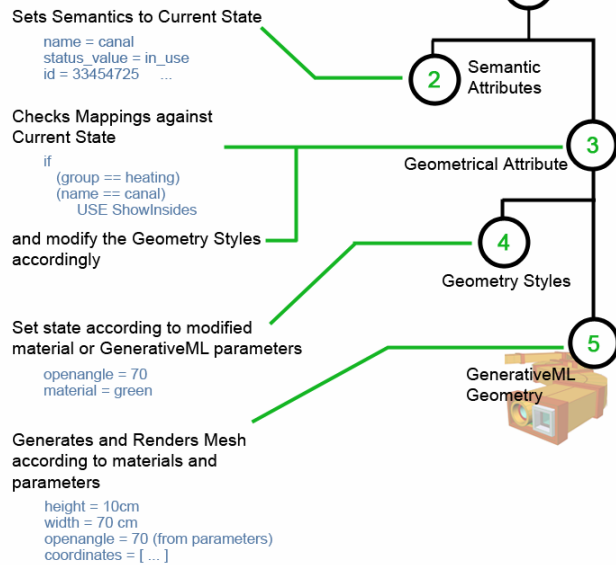 Sets Semantics to Current State
name = canal
status_value = in_use
id = 33454725 ...
2
Semantic
Attributes
Checks Mappings against
Current State
if
(group == heating)
(name == canal)
USE ShowInsides
3
Geometrical Attribute
and modify the Geometry Styles
accordingly
4
Geometry Styles
Set state according to modified
material or GenerativeML parameters
openangle = 70
material = green
5
GenerativeML
Geometry
Generates and Renders Mesh
according to materials and
parameters
height = 10cm
width = 70 cm
openangle = 70 (from parameters)
coordinates = [ ... ]